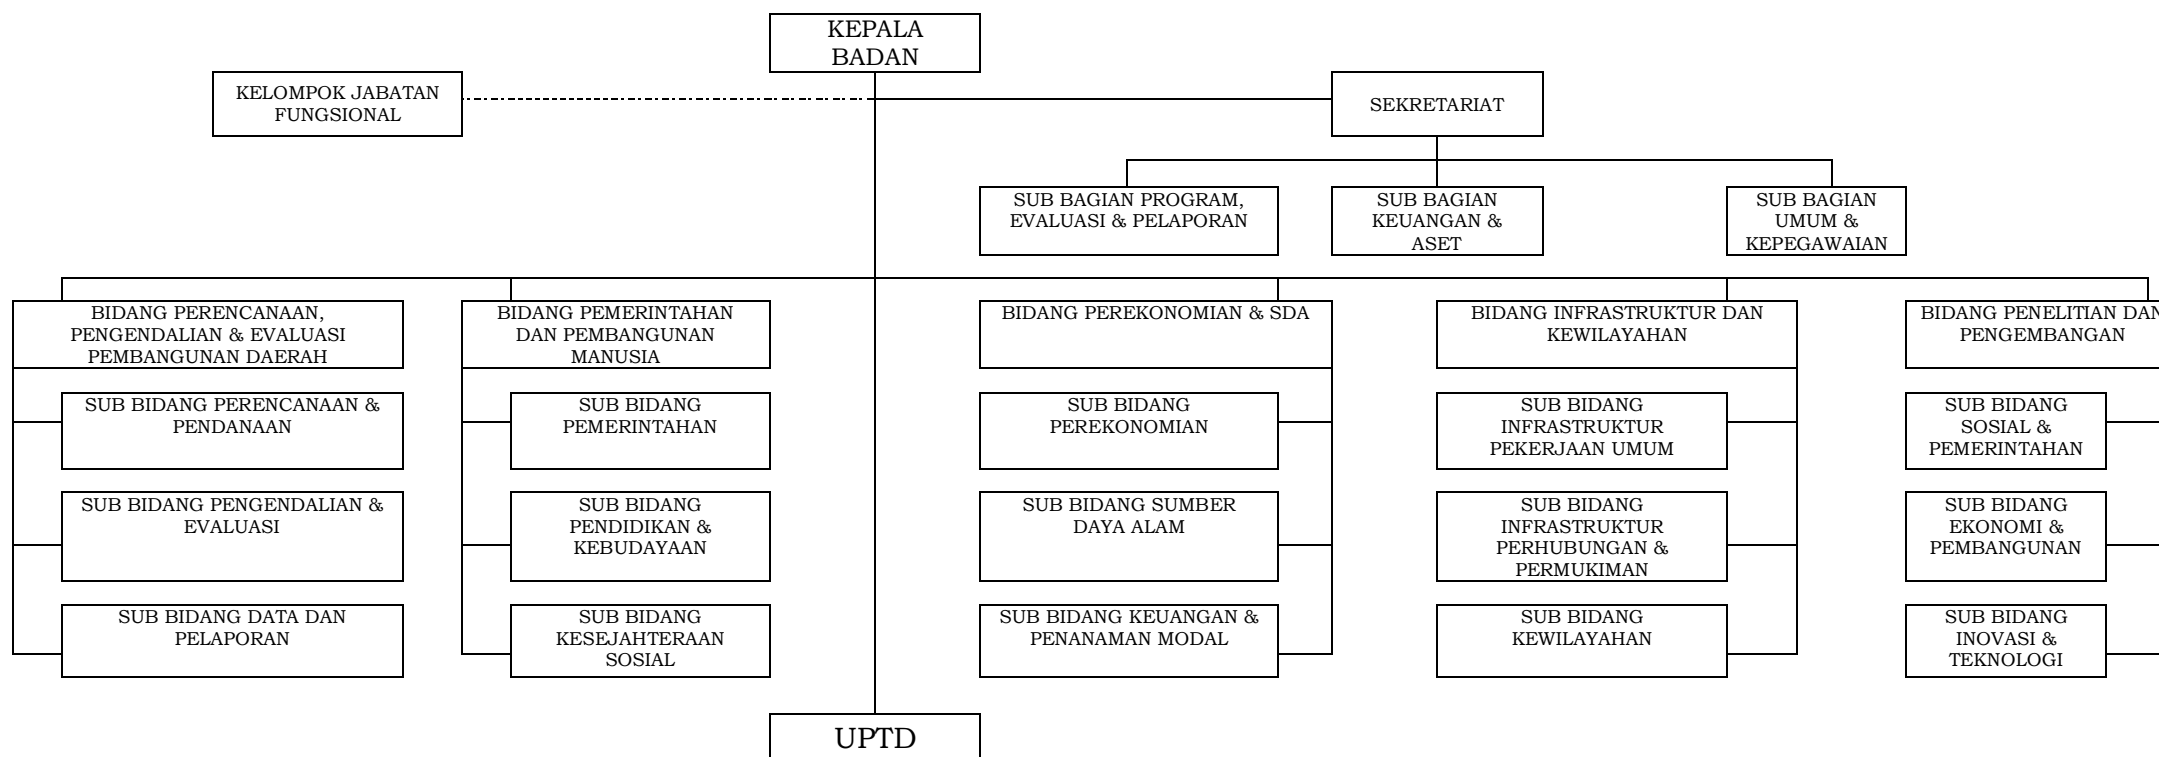 KEPALA
BADAN
KELOMPOK JABATAN
FUNGSIONAL
SEKRETARIAT
SUB BAGIAN PROGRAM,
EVALUASI & PELAPORAN
SUB BAGIAN
KEUANGAN &
ASET
SUB BAGIAN
UMUM &
KEPEGAWAIAN
BIDANG PERENCANAAN,
PENGENDALIAN & EVALUASI
PEMBANGUNAN DAERAH
BIDANG PEMERINTAHAN
DAN PEMBANGUNAN
MANUSIA
BIDANG PEREKONOMIAN & SDA
BIDANG INFRASTRUKTUR DAN
KEWILAYAHAN
BIDANG PENELITIAN DAN
PENGEMBANGAN
SUB BIDANG PERENCANAAN &
PENDANAAN
SUB BIDANG
PEMERINTAHAN
SUB BIDANG
PEREKONOMIAN
SUB BIDANG
INFRASTRUKTUR
PEKERJAAN UMUM
SUB BIDANG
SOSIAL &
PEMERINTAHAN
SUB BIDANG PENGENDALIAN &
EVALUASI
SUB BIDANG
PENDIDIKAN &
KEBUDAYAAN
SUB BIDANG SUMBER
DAYA ALAM
SUB BIDANG
INFRASTRUKTUR
PERHUBUNGAN &
PERMUKIMAN
SUB BIDANG
EKONOMI &
PEMBANGUNAN
SUB BIDANG DATA DAN
PELAPORAN
SUB BIDANG
KESEJAHTERAAN
SOSIAL
SUB BIDANG KEUANGAN &
PENANAMAN MODAL
SUB BIDANG
KEWILAYAHAN
SUB BIDANG
INOVASI &
TEKNOLOGI
UPTD